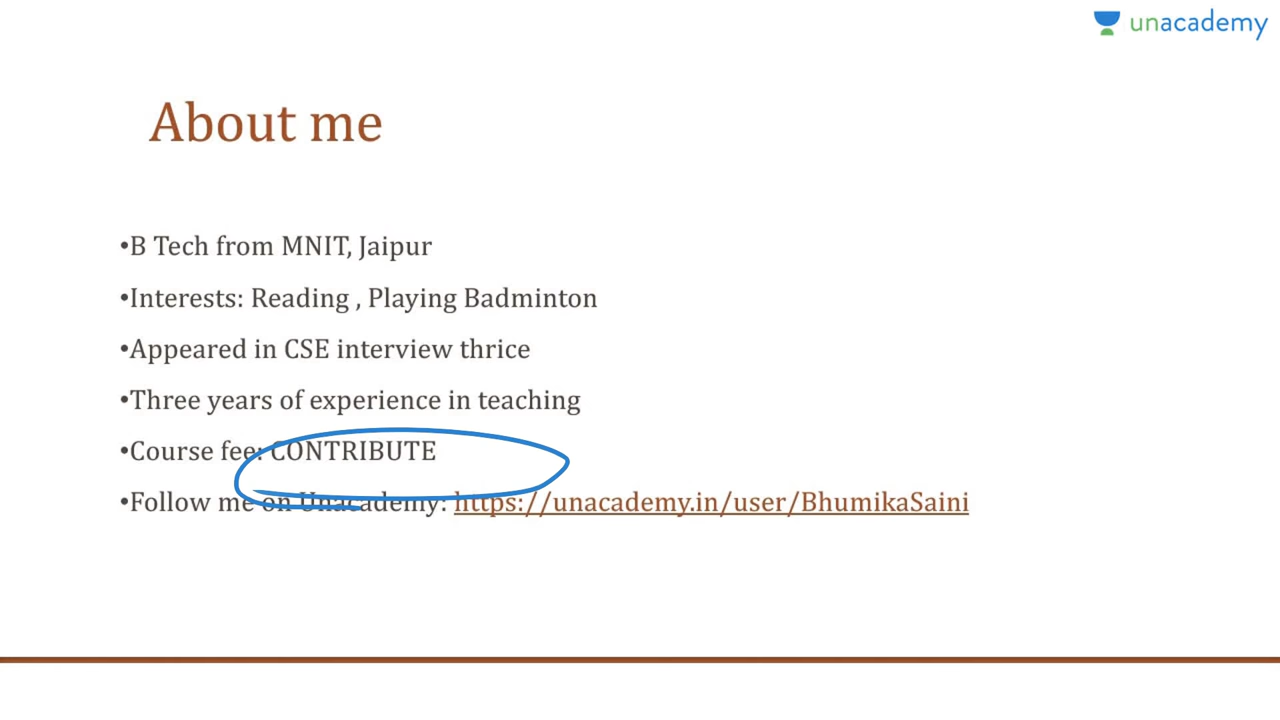 unacademy
About me
•B Tech from MNIT, Jaipur
•Interests: Reading , Playing Badminton
•Appeared in CSE interview thrice
•Three years of experience in teaching
•Course fee: CONTRIBUTE
•Follow me on Unacademy: https://unacademy.in/user/BhumikaSaini